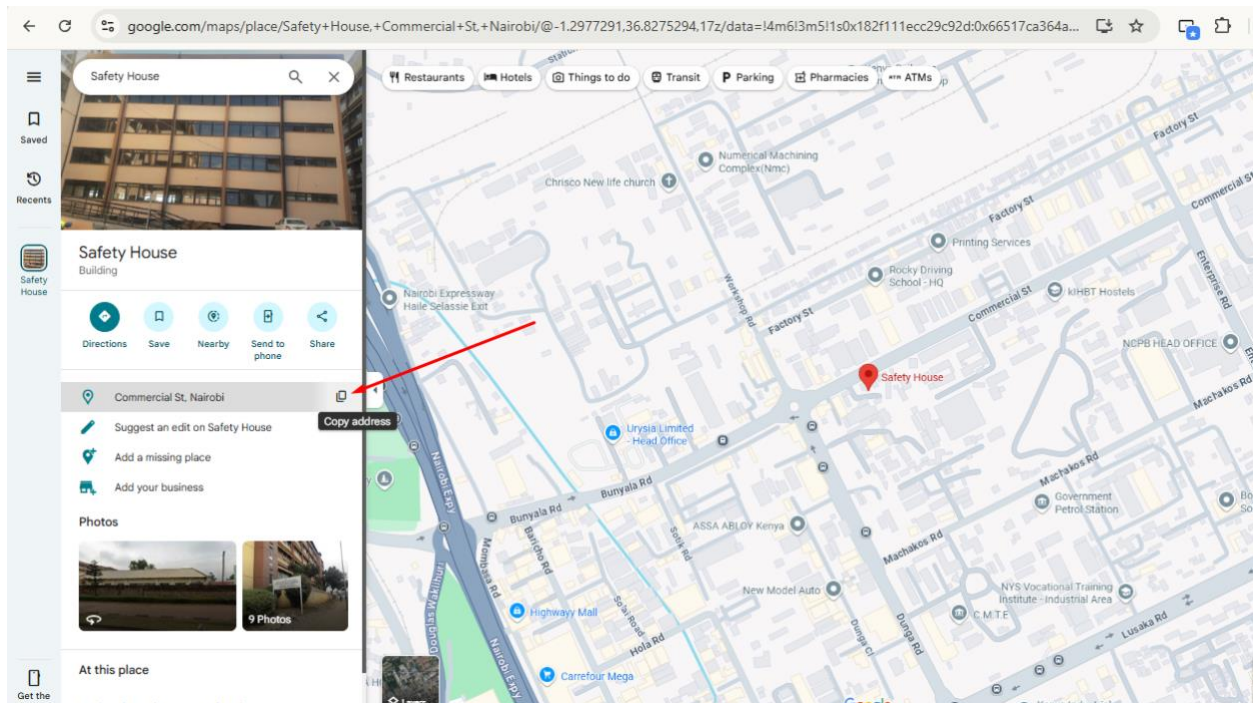 google.com/maps/place/Safety+House,+Commercial+St,+Nairobi/@-1.2977291,36.8275294,17z/data=!4m6!3m5!1s0x182f111ecc29c92d:0x66517ca364a...
Safety House
Restaurants
Hotels
Things to do
Transit
P Parking
Pharmacies
ATM ATMs
Saved
Recents
Safety
House
Safety House
Building
Directions
Save
Nearby
Send to
phone
Share
Commercial St, Nairobi
Copy address
Suggest an edit on Safety House
Add a missing place
Add your business
Photos
9 Photos
At this place
Get the
Factory St
Numerical Machining
Complex(Nmc)
Chrisco New life church
Commercial St
Factory St
Printing Services
Enterprise Rd
Rocky Driving
School - HQ
KIHBT Hostels
Nairobi Expressway
Haile Selassie Exit
Workshop Rd
Commercial St
Factory St
NCPB HEAD OFFICE
Safety House
Machakos Rd
Urysia Limited
- Head Office
Nairobi Expy
Machakos Rd
Bunyala Rd
Government
Petrol Station
Bunyala Rd
ASSA ABLOY Kenya
Baricho Rd
Sotik Rd
Machakos Rd
Mombasa Rd
New Model Auto
NYS Vocational Training
Institute - Industrial Area
Douglas Wakiihuri
Highwayy Mall
C.M.T.E
Dunga Rd
Dunga Cl
Lusaka Rd
Hola Rd
Nairobi Expy
Carrefour Mega